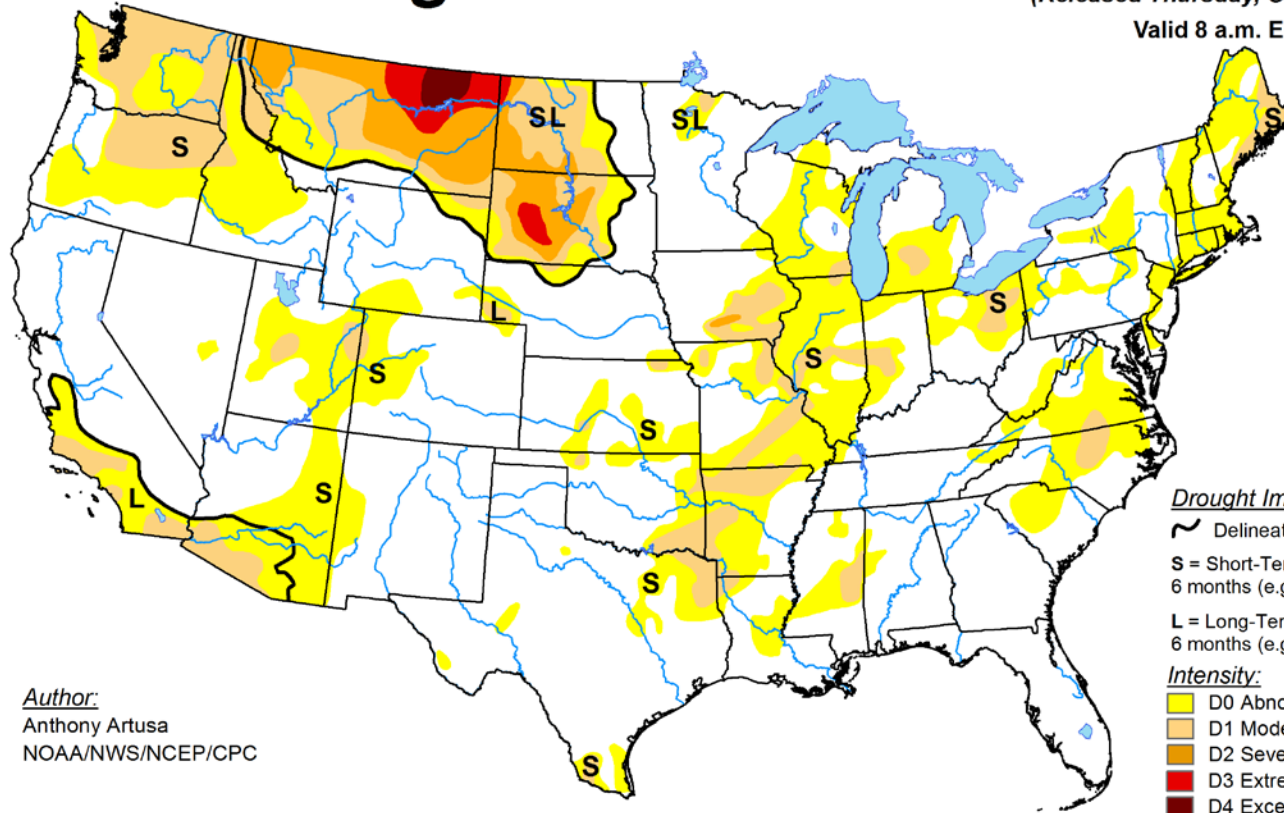 Valid 8 a.m. E
S
SL
SL
S
L
S
S
S
S
L
S
S
S
Drought Im
Delineat
S = Short-Ter
6 months (e.g
L = Long-Ter
6 months (e.g
Intensity:
D0 Abno
D1 Mode
D2 Seve
D3 Extre
D4 Exce
Author:
Anthony Artusa
NOAA/NWS/NCEP/CPC